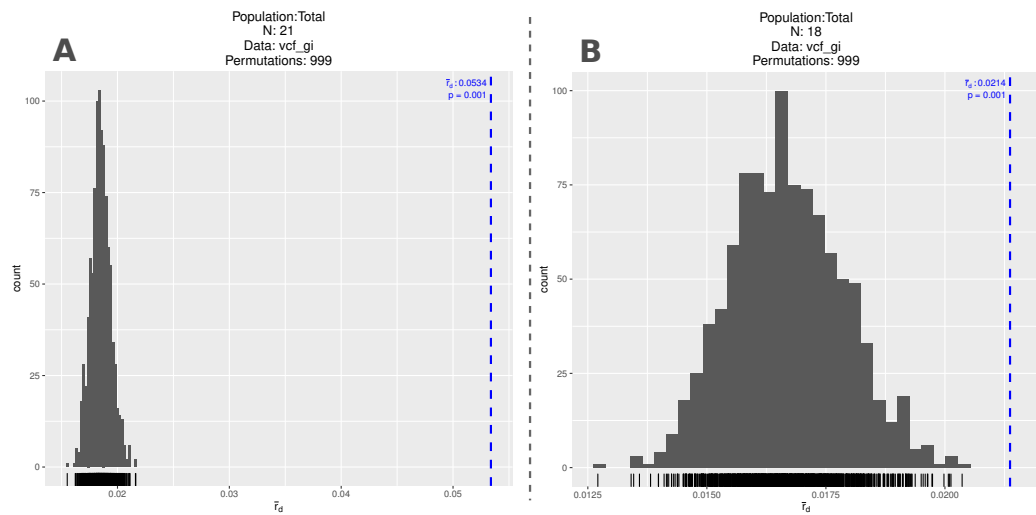 Population:Total
N: 21
Data: vcf_gi
Permutations: 999
A
r̄d : 0.0534
p = 0.001
100
75
50
25
0
count
0.02
0.03
0.04
0.05
r̄d
Population:Total
N: 18
Data: vcf_gi
Permutations: 999
B
r̄d : 0.0214
p = 0.001
100
75
50
25
0
count
0.0125
0.0150
0.0175
0.0200
r̄d